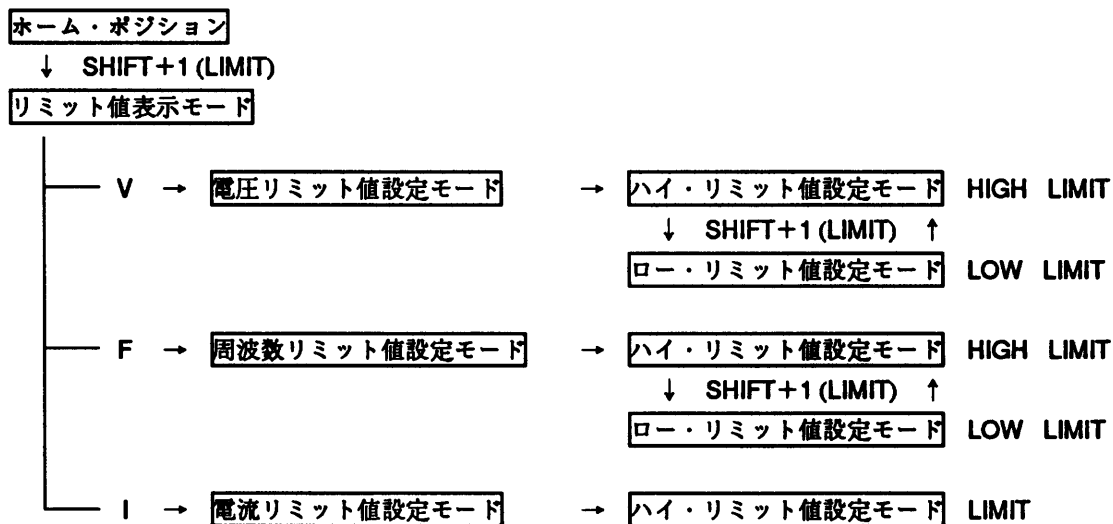 ホーム・ポジション
↓ SHIFT+1(LIMIT)
リミット値表示モード
V → 電圧リミット値設定モード → ハイ・リミット値設定モード HIGH LIMIT
↓ SHIFT+1(LIMIT) ↑
ロー・リミット値設定モード LOW LIMIT
F → 周波数リミット値設定モード → ハイ・リミット値設定モード HIGH LIMIT
↓ SHIFT+1(LIMIT) ↑
ロー・リミット値設定モード LOW LIMIT
I → 電流リミット値設定モード → ハイ・リミット値設定モード LIMIT